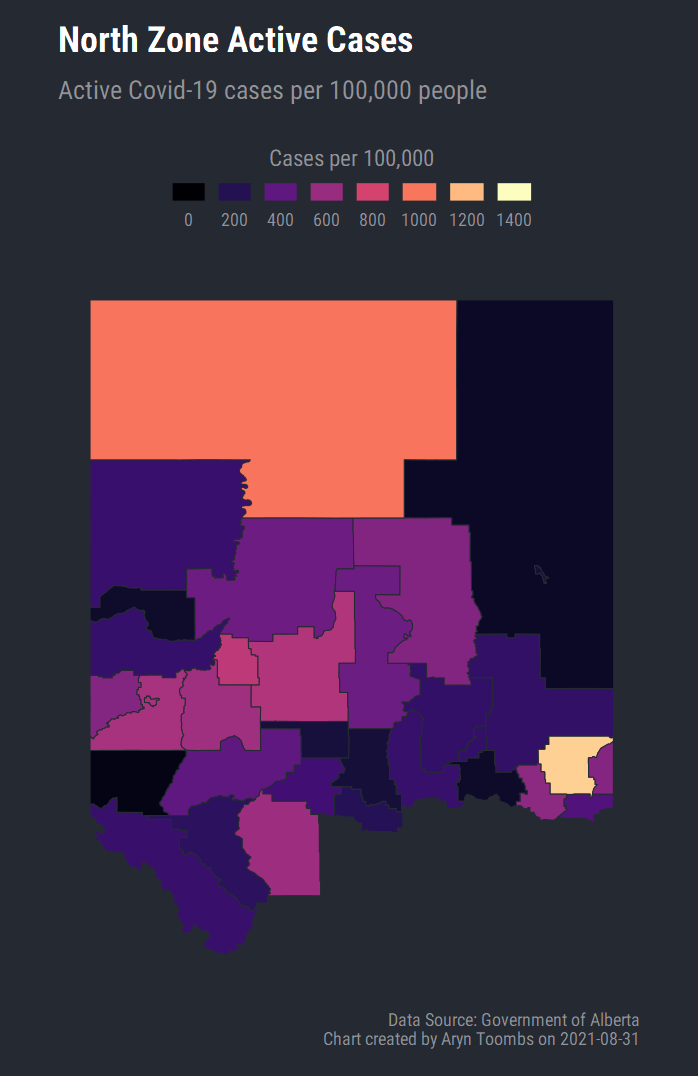 North Zone Active Cases
Active Covid-19 cases per 100,000 people
Cases per 100,000
0 200 400 600 800 1000 1200 1400
Data Source: Government of Alberta
Chart created by Aryn Toombs on 2021-08-31